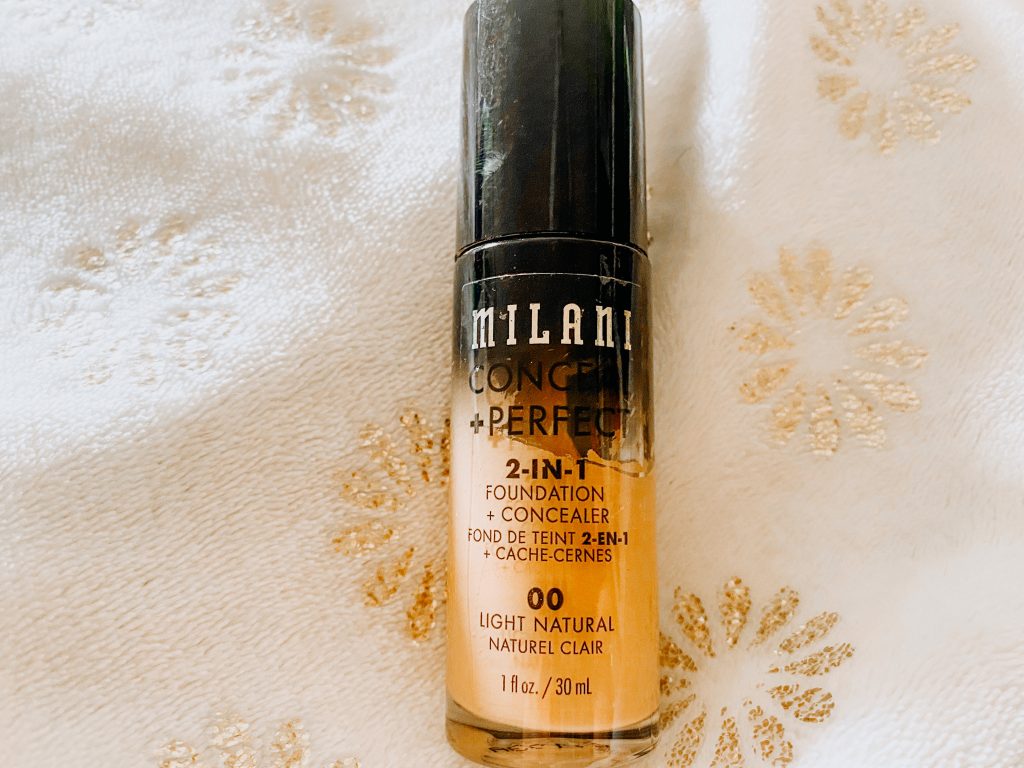 MILANI
CONCEAL
+PERFECT
2-IN-1
FOUNDATION
+ CONCEALER
FOND DE TEINT 2-EN-1
+ CACHE-CERNES
00
LIGHT NATURAL
NATUREL CLAIR
1 fl oz. / 30 mL